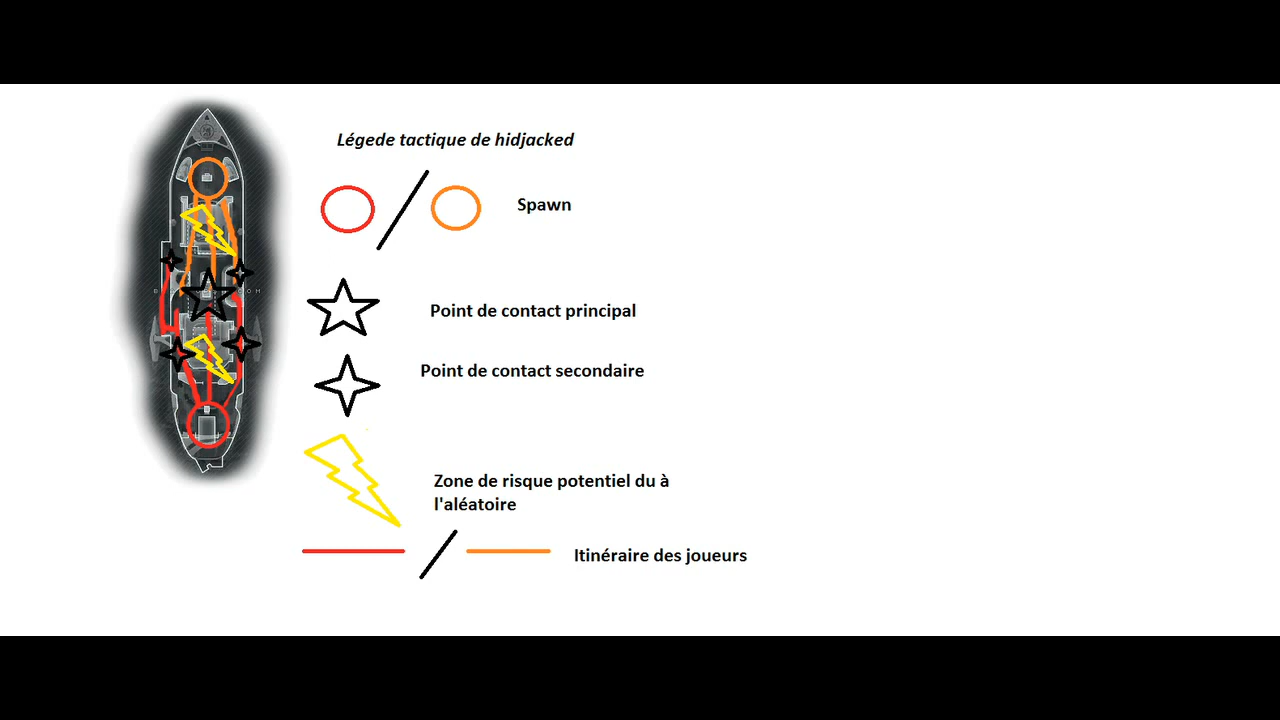 Légede tactique de hidjacked
Spawn
Point de contact principal
Point de contact secondaire
Zone de risque potentiel du à
l'aléatoire
Itinéraire des joueurs